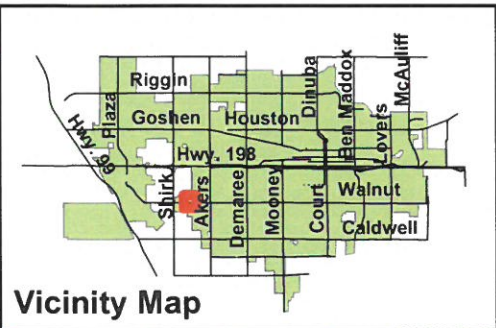 Riggin
Goshen
Houston
Hwy. 99
Plaza
Dinuba
Ben Maddox
Lovers
McAuliff
Hwy. 198
Shirk
Akers
Demaree
Mooney
Court
Walnut
Caldwell
Vicinity Map